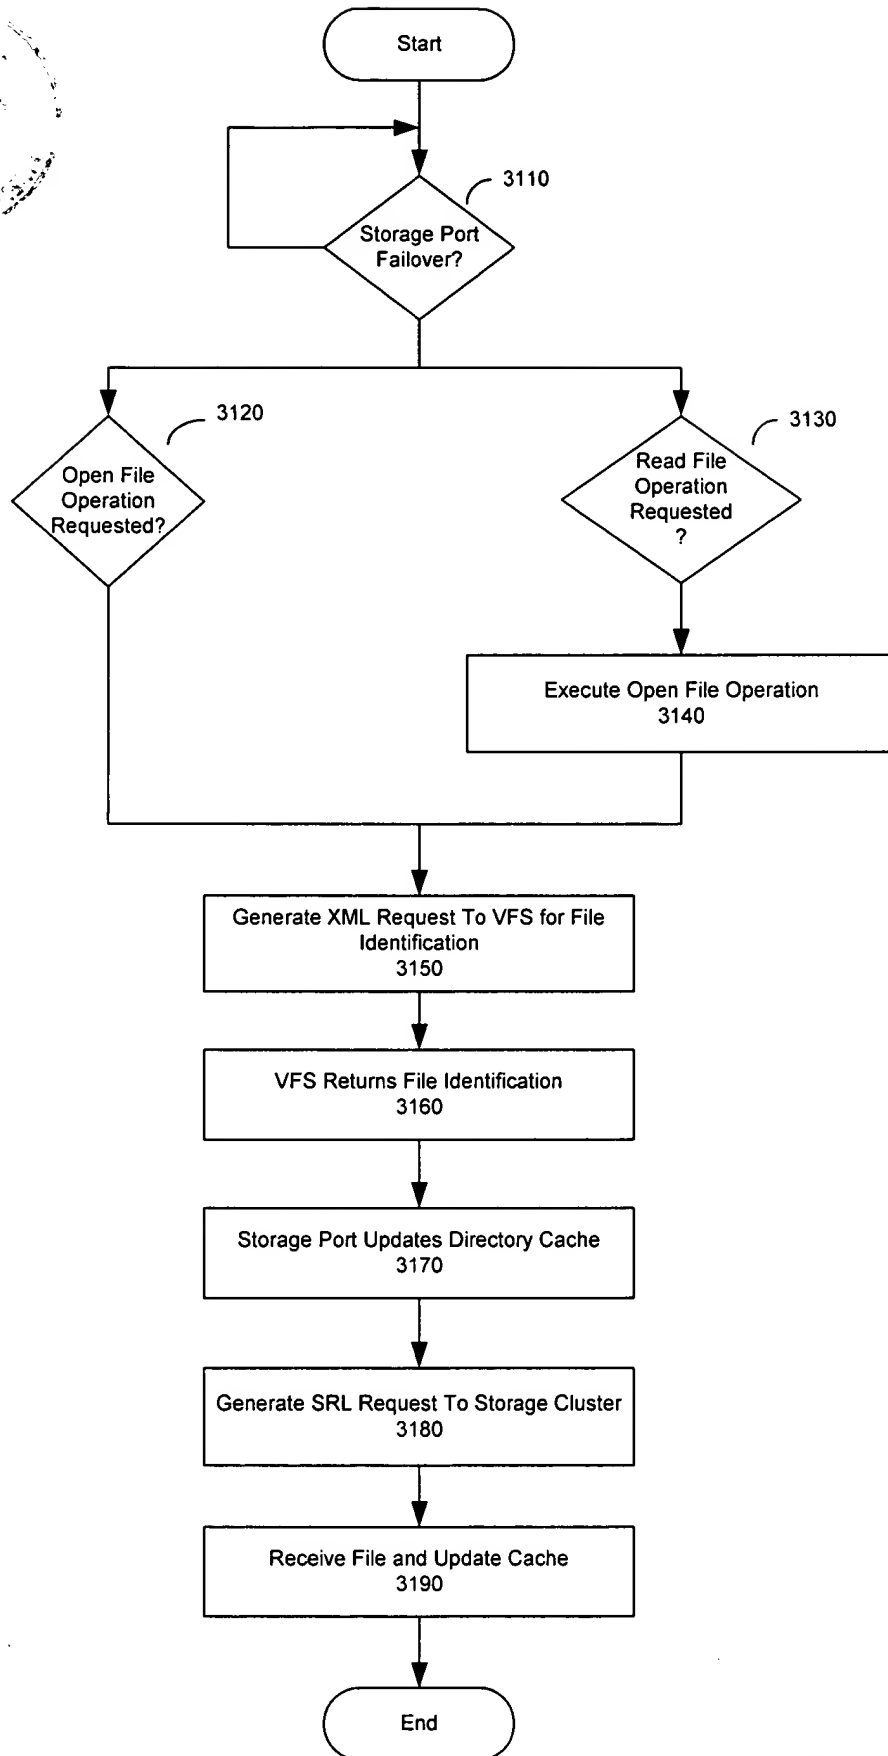 Start
3110
Storage Port
Failover?
3120
3130
Open File
Operation
Requested?
Read File
Operation
Requested
?
Execute Open File Operation
3140
Generate XML Request To VFS for File
Identification
3150
VFS Returns File Identification
3160
Storage Port Updates Directory Cache
3170
Generate SRL Request To Storage Cluster
3180
Receive File and Update Cache
3190
End